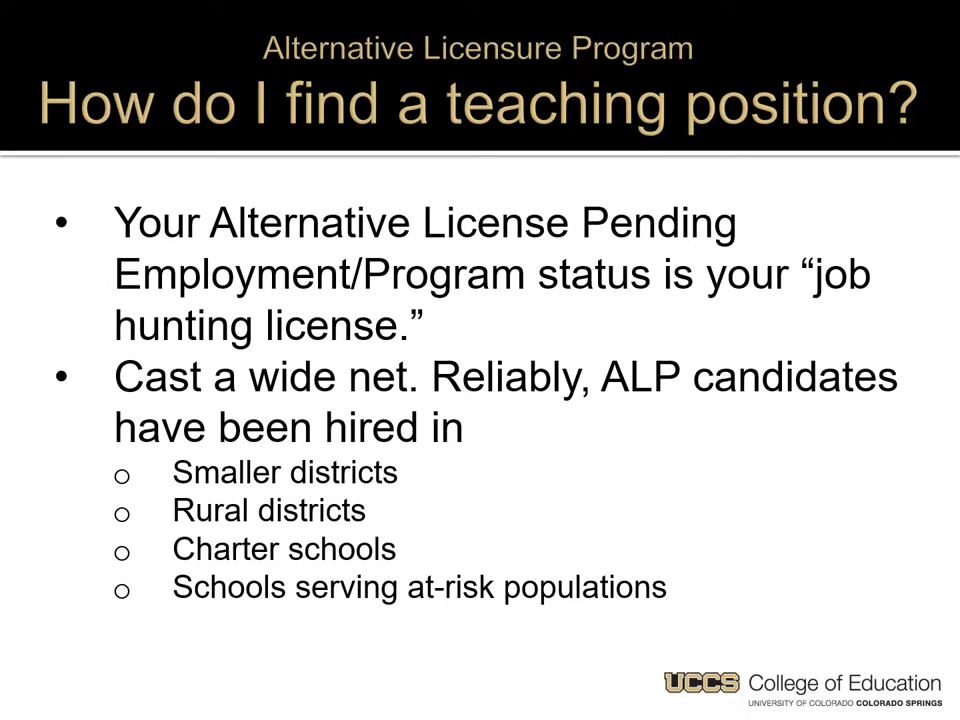 Alternative Licensure Program
How do I find a teaching position?
• Your Alternative License Pending
Employment/Program status is your “job
hunting license.”
• Cast a wide net. Reliably, ALP candidates
have been hired in
o Smaller districts
o Rural districts
o Charter schools
o Schools serving at-risk populations
UCCS College of Education
UNIVERSITY OF COLORADO COLORADO SPRINGS